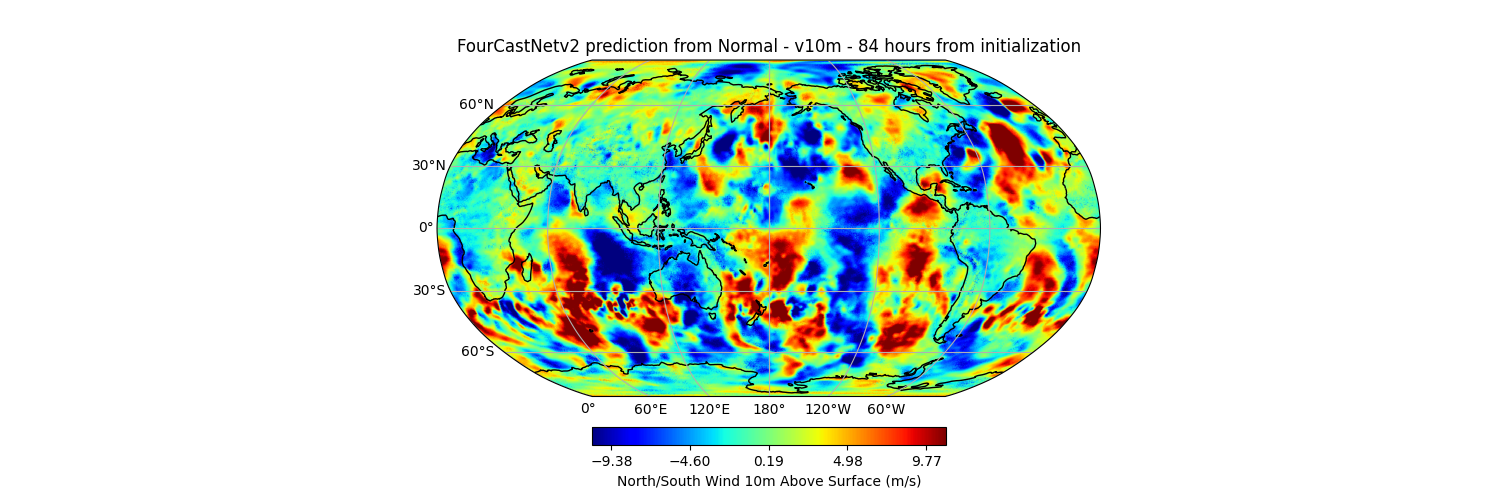 FourCastNetv2 prediction from Normal - v10m - 84 hours from initialization
60°N
30°N
0°
30°S
60°S
0° 60°E 120°E 180° 120°W 60°W
−9.38 −4.60 0.19 4.98 9.77
North/South Wind 10m Above Surface (m/s)